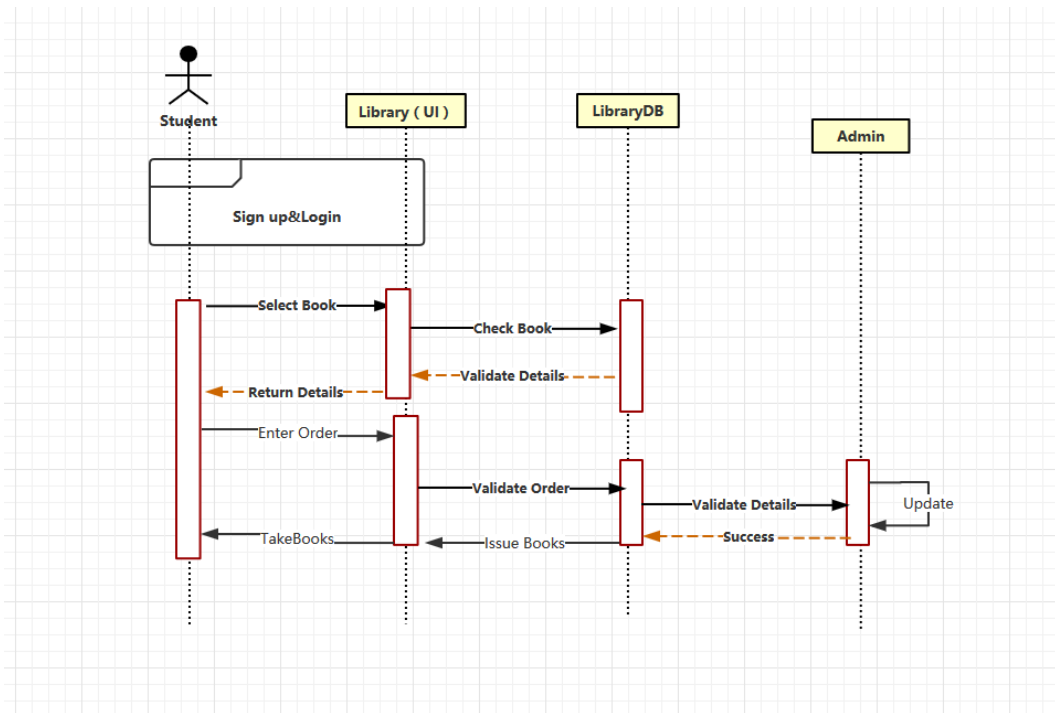 Student
Library ( UI )
LibraryDB
Admin
Sign up&Login
Select Book
Check Book
Validate Details
Return Details
Enter Order
Validate Order
Validate Details
Update
TakeBooks
Issue Books
Success